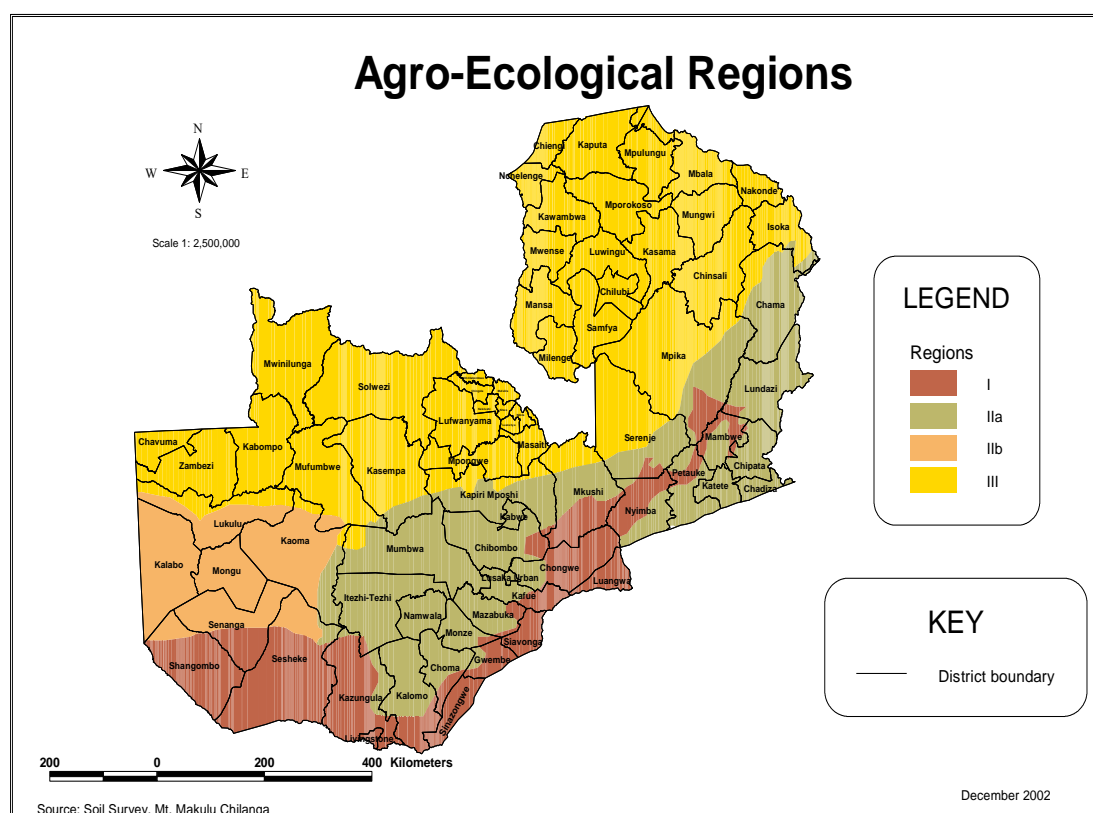 Agro-Ecological Regions
N
W E
S
Scale 1: 2,500,000
Chiengi
Kaputa
Mpulungu
Mbala
Nchelenge
Nakonde
Kawambwa
Mporokoso
Mungwi
Isoka
Mwense
Luwingu
Kasama
Chinsali
Mansa
Chilubi
Chama
Samfya
Milenge
Mpika
Mwinilunga
Solwezi
Lundazi
Lufwanyama
Chavuma
Kabompo
Serenje
Mambwe
Masaiti
Zambezi
Mufumbwe
Kasempa
Mpongwe
Chipata
Petauke
Katete
Chadiza
Kapiri Mposhi
Mkushi
Nyimba
Lukulu
Kabwe
Kaoma
Mumbwa
Chibombo
Kalabo
Mongu
Chongwe
Lusaka Urban
Luangwa
Itezhi-Tezhi
Kafue
Namwala
Mazabuka
Senanga
Monze
Siavonga
Shangombo
Sesheke
Choma
Gwembe
Kazungula
Kalomo
Sinazongwe
Livingstone
LEGEND
Regions
I
IIa
IIb
III
KEY
District boundary
200 0 200 400 Kilometers
Source: Soil Survey, Mt. Makulu Chilanga
December 2002